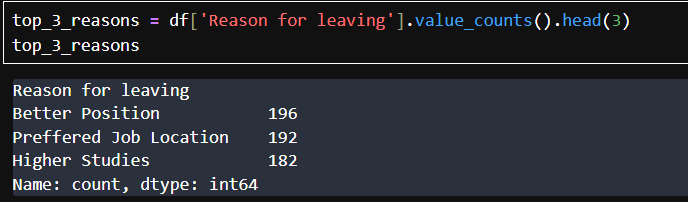 top_3_reasons = df['Reason for leaving'].value_counts().head(3)
top_3_reasons
Reason for leaving
Better Position 196
Preffered Job Location 192
Higher Studies 182
Name: count, dtype: int64